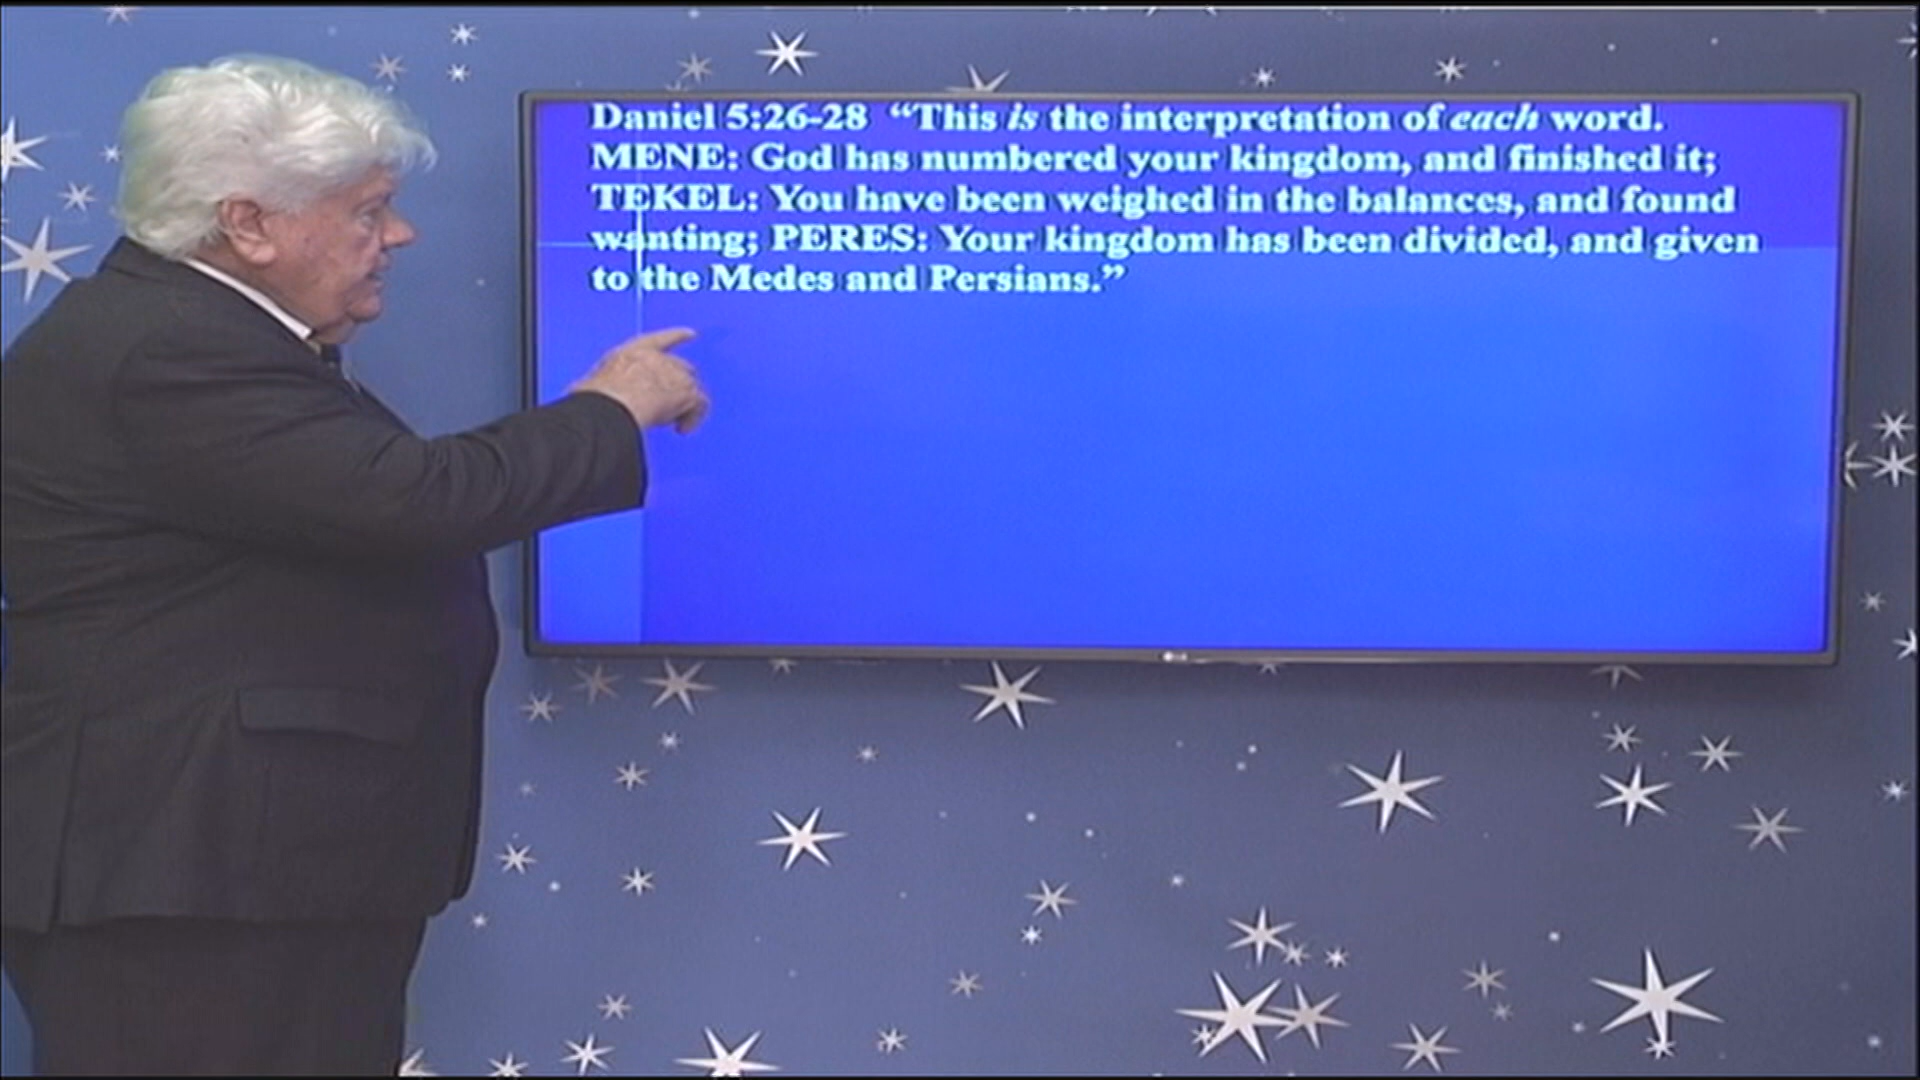 Daniel 5:26-28 “This is the interpretation of each word.
MENE: God has numbered your kingdom, and finished it;
TEKEL: You have been weighed in the balances, and found
wanting; PERES: Your kingdom has been divided, and given
to the Medes and Persians.”